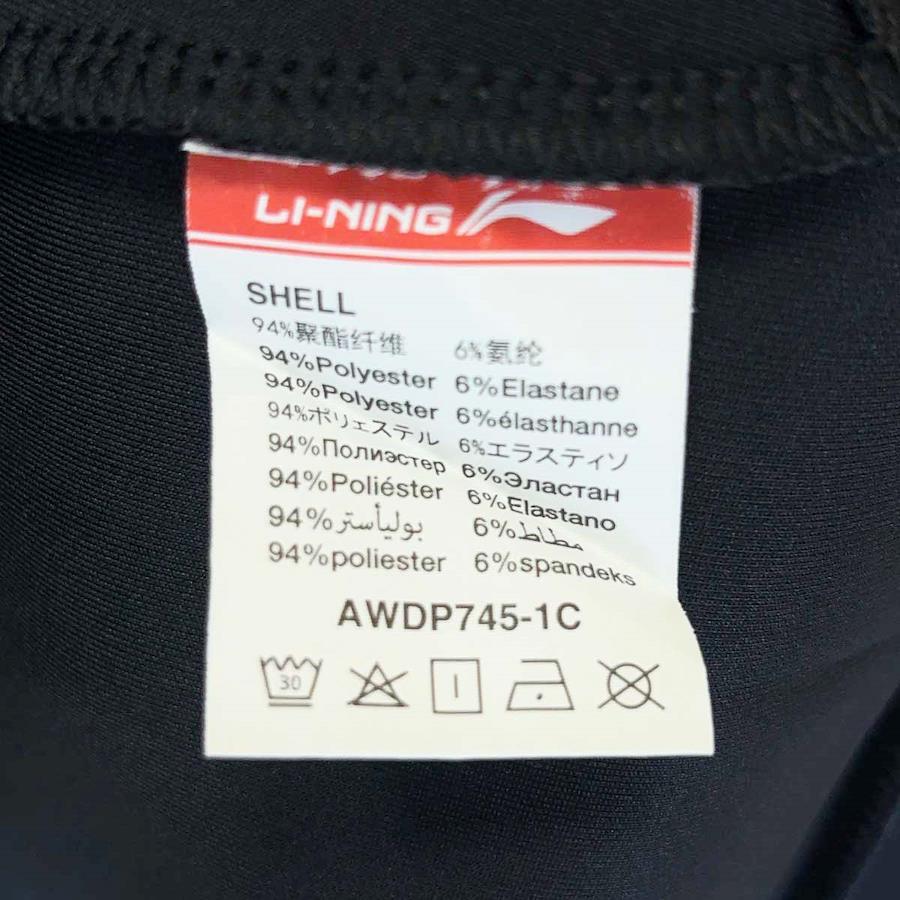 LI-NING
SHELL
94%聚酯纤维 6%氨纶
94%Polyester 6%Elastane
94%Polyester 6%élasthanne
94%ポリェステル 6%エラスティソ
94%Полиэстер 6%Эластан
94%Poliéster 6%Elastano
94%بوليأستر 6%مطاط
94%poliester 6%spandeks
AWDP745-1C
30